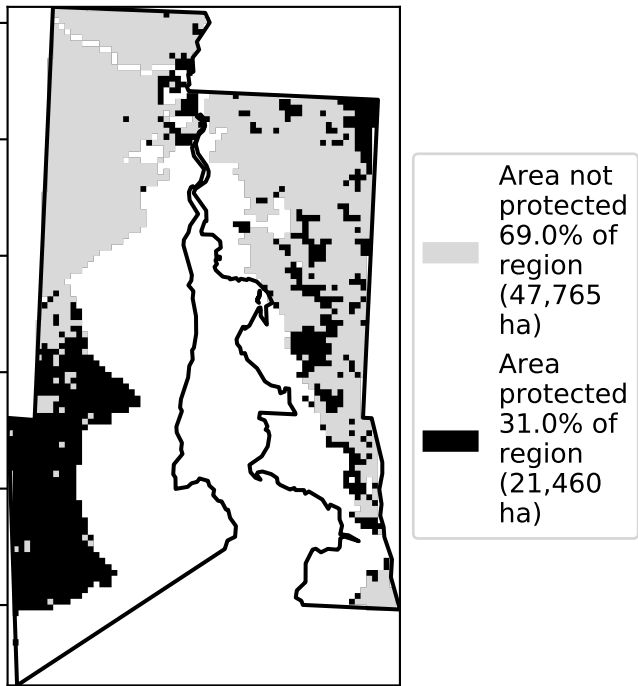 Area not
protected
69.0% of
region
(47,765
ha)
Area
protected
31.0% of
region
(21,460
ha)